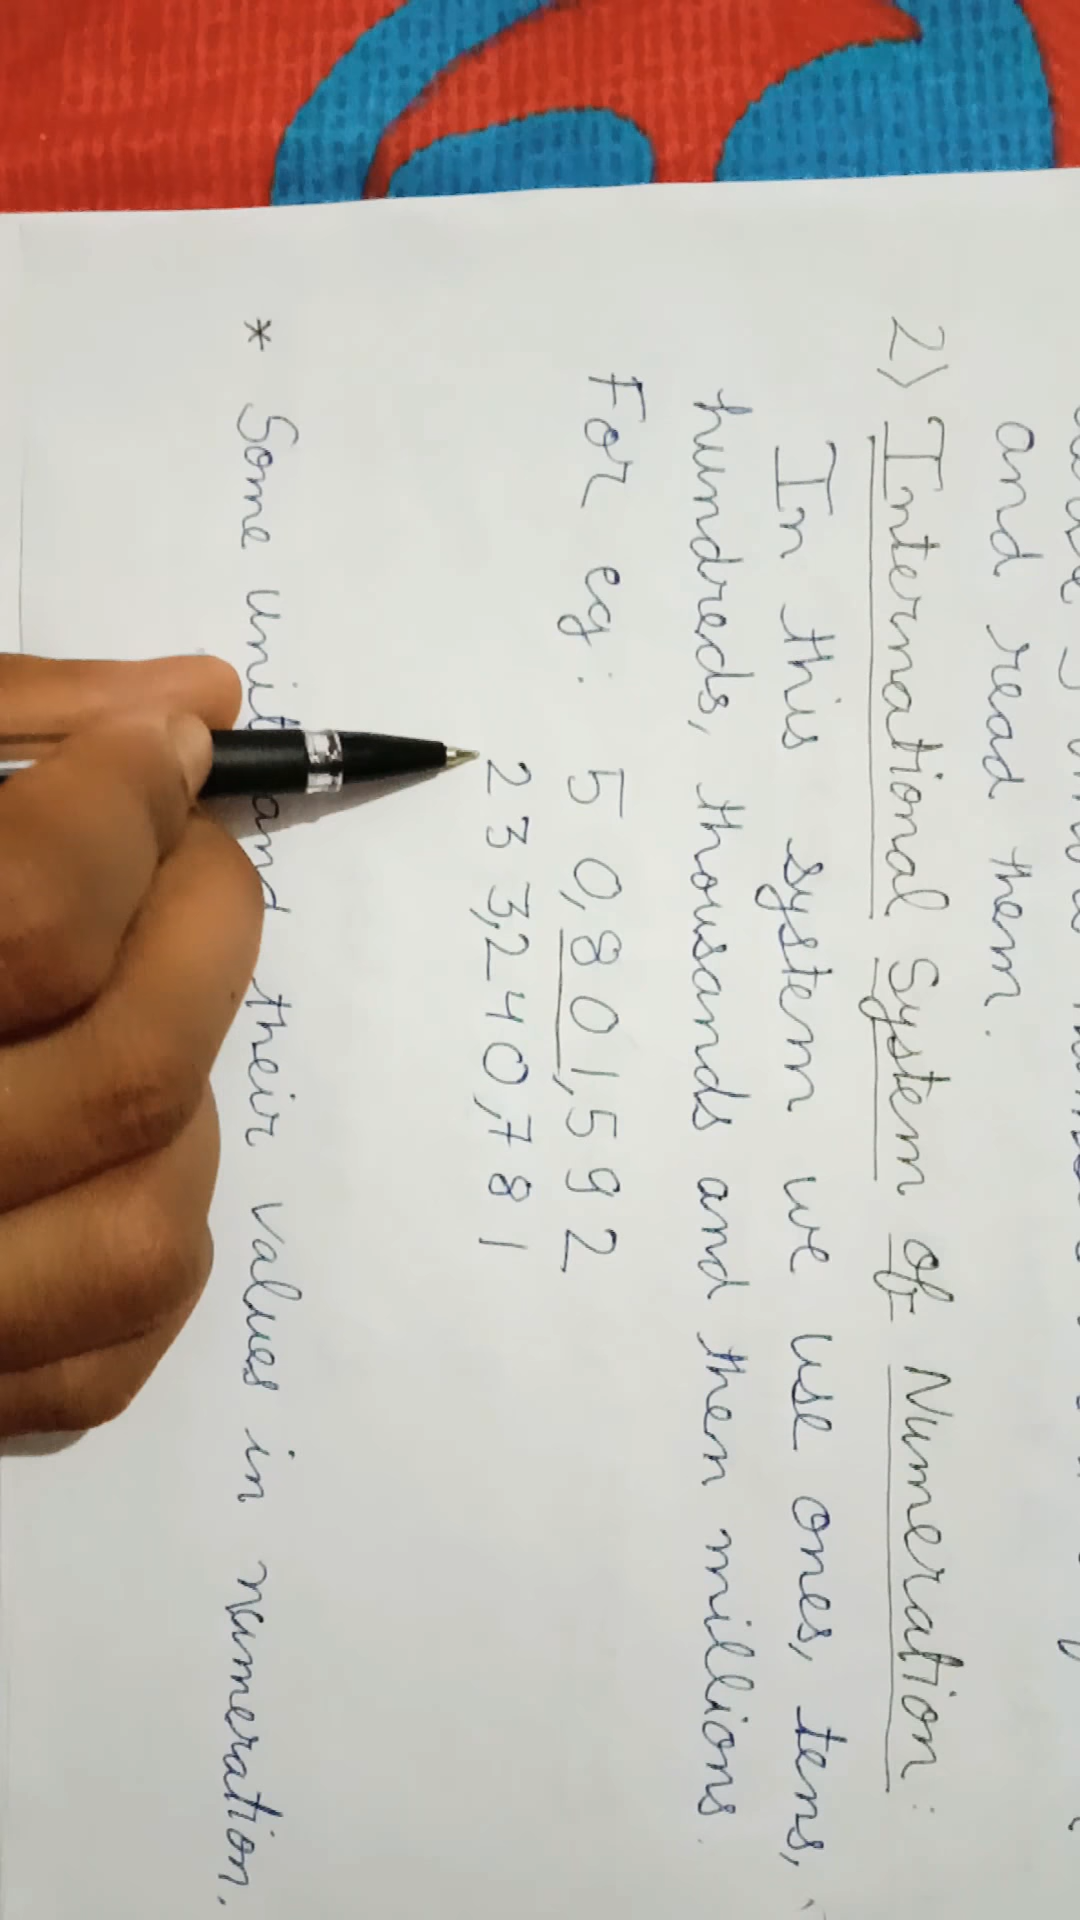 and read them.
2) International System of Numeration:
In this system we use ones, tens,
hundreds, thousands and then millions.
For eg: 50,801,592
233,240,781
* Some unit and their values in numeration.